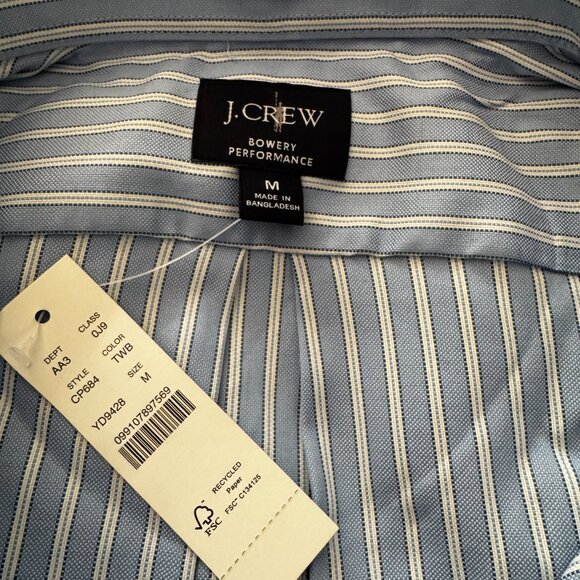 J.CREW
BOWERY
PERFORMANCE
M
MADE IN
BANGLADESH
DEPT CLASS
AA3 0J9
STYLE COLOR SIZE
CP684 TWB M
YD9428
099107897569
RECYCLED
Paper
FSC® C134125
FSC